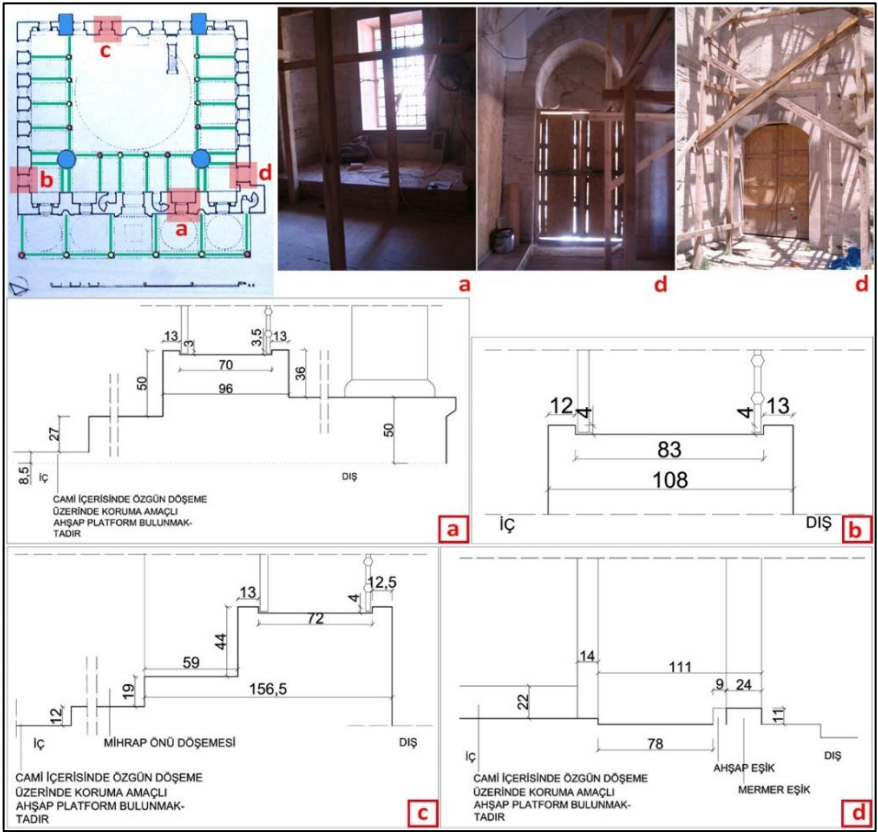 c
b
d
a
a
d
d
13
3
3,5
13
70
96
50
36
27
8,5
50
İÇ
DIŞ
CAMİ İÇERİSİNDE ÖZGÜN DÖŞEME
ÜZERİNDE KORUMA AMAÇLI
AHŞAP PLATFORM BULUNMAK-
TADIR
a
12
4
4
13
83
108
İÇ
DIŞ
b
13
4
12,5
72
44
59
19
156,5
12
İÇ
MİHRAP ÖNÜ DÖŞEMESİ
DIŞ
CAMİ İÇERİSİNDE ÖZGÜN DÖŞEME
ÜZERİNDE KORUMA AMAÇLI
AHŞAP PLATFORM BULUNMAK-
TADIR
c
14
111
9
24
22
11
78
İÇ
DIŞ
AHŞAP EŞİK
MERMER EŞİK
CAMİ İÇERİSİNDE ÖZGÜN DÖŞEME
ÜZERİNDE KORUMA AMAÇLI
AHŞAP PLATFORM BULUNMAK-
TADIR
d